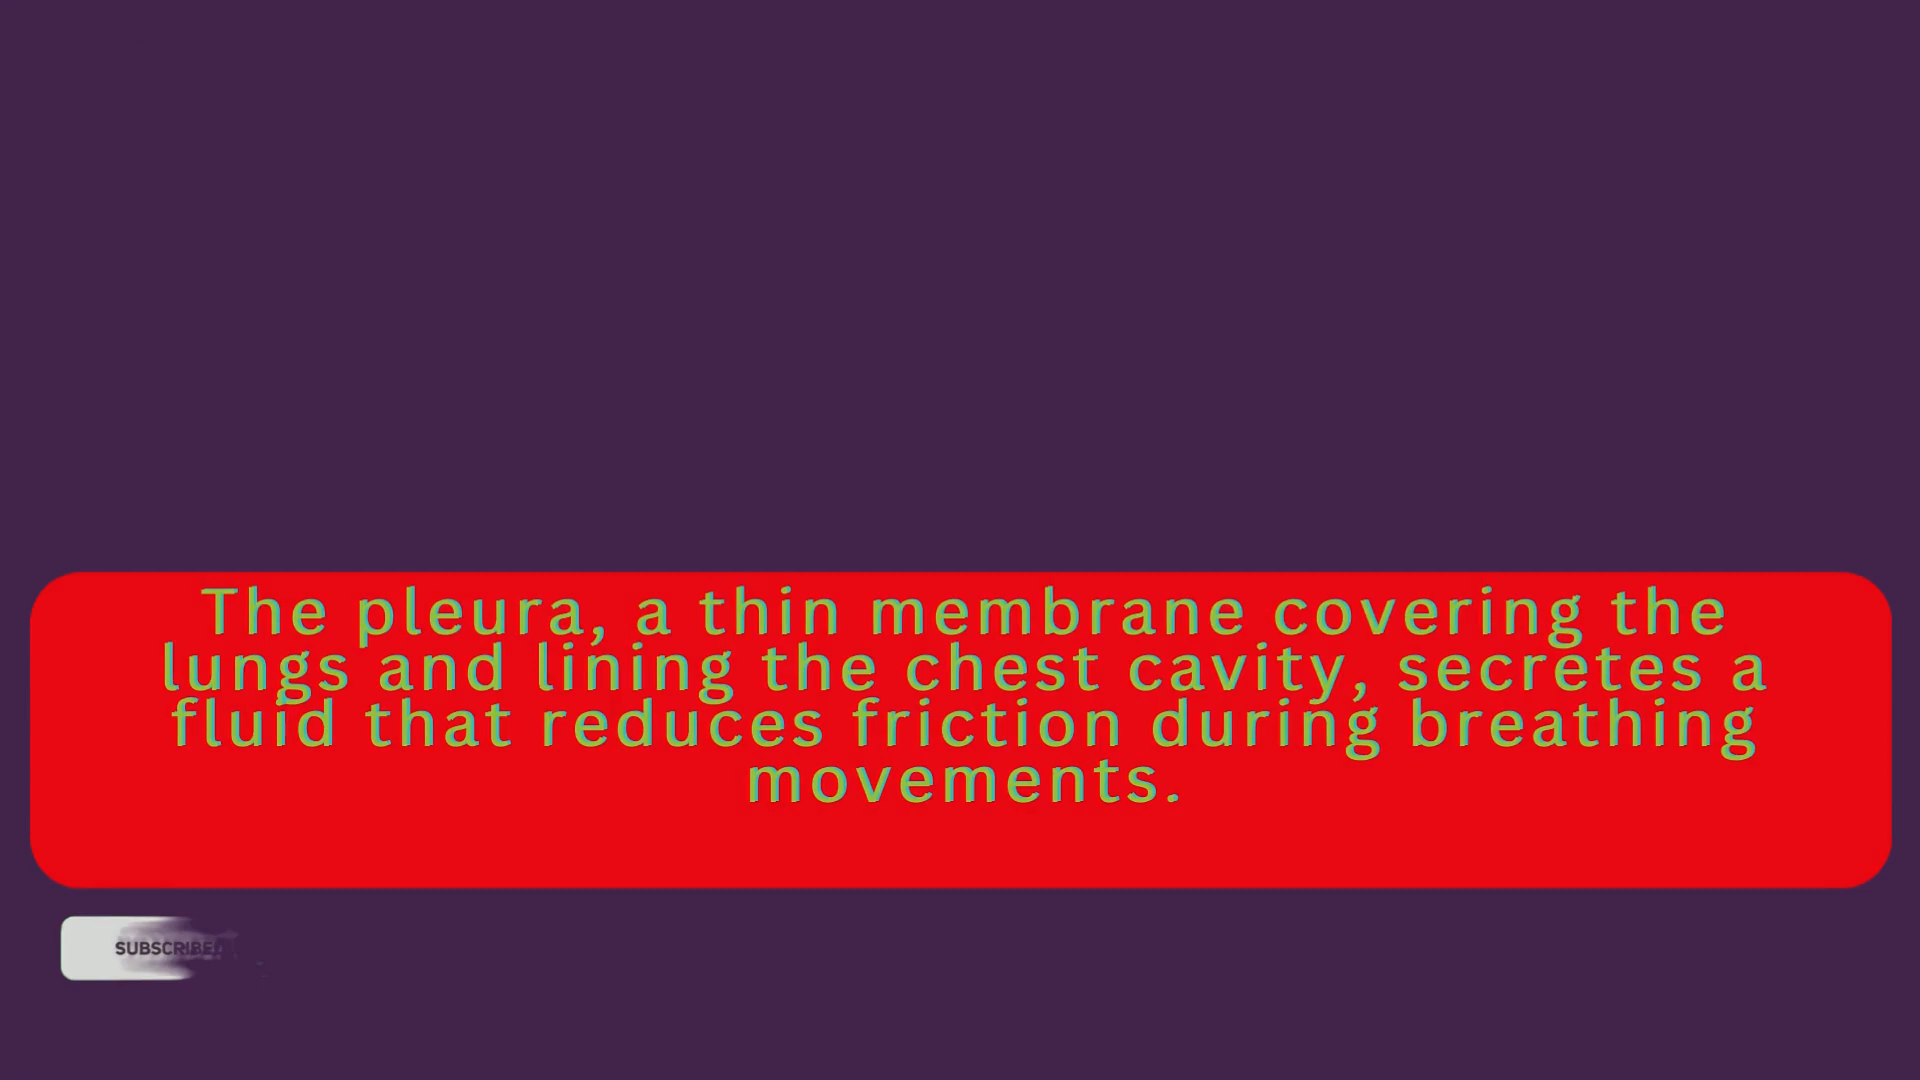 The pleura, a thin membrane covering the
lungs and lining the chest cavity, secretes a
fluid that reduces friction during breathing
movements.
SUBSCRIBE